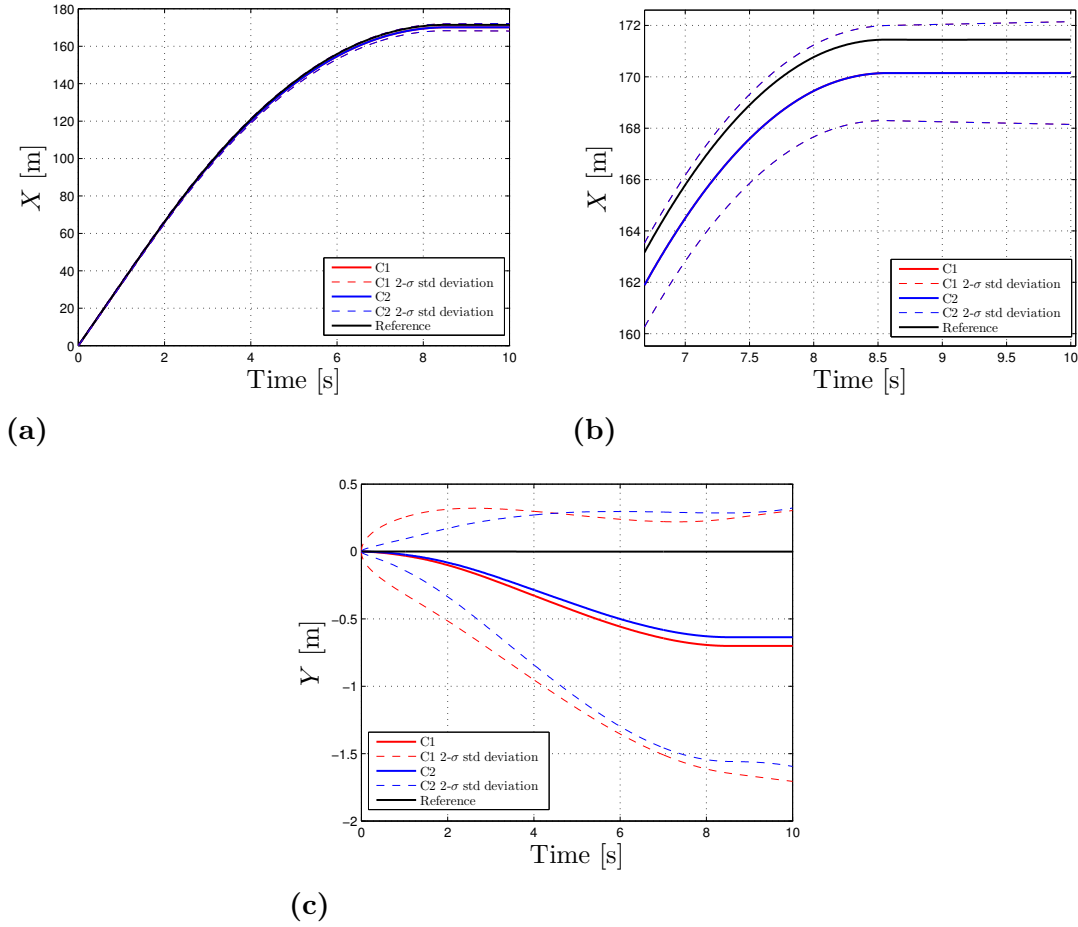 180
160
140
120
100
80
60
40
20
0
0 2 4 6 8 10
X [m]
Time [s]
C1
C1 2-σ std deviation
C2
C2 2-σ std deviation
Reference
(a)
172
170
168
166
164
162
160
7 7.5 8 8.5 9 9.5 10
X [m]
Time [s]
C1
C1 2-σ std deviation
C2
C2 2-σ std deviation
Reference
(b)
0.5
0
−0.5
−1
−1.5
−2
0 2 4 6 8 10
Y [m]
Time [s]
C1
C1 2-σ std deviation
C2
C2 2-σ std deviation
Reference
(c)